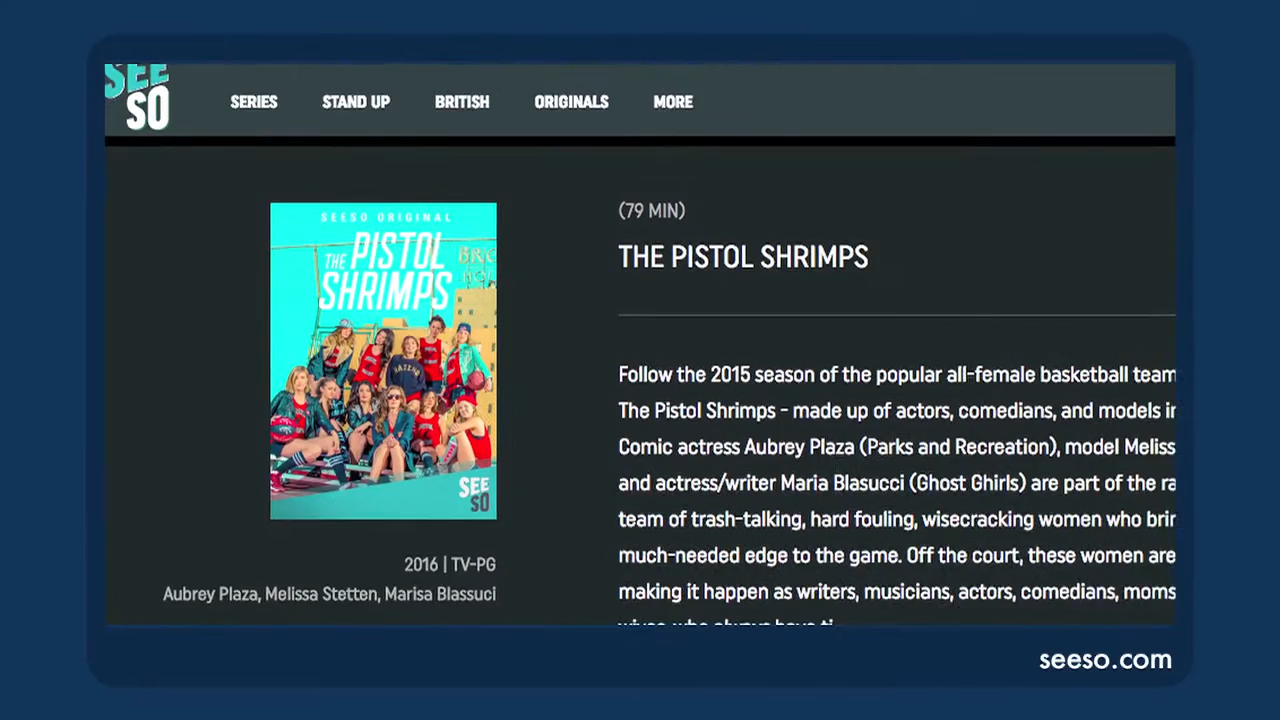 SEE
SO
SERIES
STAND UP
BRITISH
ORIGINALS
MORE
SEESO ORIGINAL
THE PISTOL
SHRIMPS
SEE
SO
2016 | TV-PG
Aubrey Plaza, Melissa Stetten, Marisa Blassuci
(79 MIN)
THE PISTOL SHRIMPS
Follow the 2015 season of the popular all-female basketball team
The Pistol Shrimps - made up of actors, comedians, and models in
Comic actress Aubrey Plaza (Parks and Recreation), model Meliss
and actress/writer Maria Blasucci (Ghost Ghirls) are part of the ra
team of trash-talking, hard fouling, wisecracking women who brin
much-needed edge to the game. Off the court, these women are
making it happen as writers, musicians, actors, comedians, moms
seeso.com